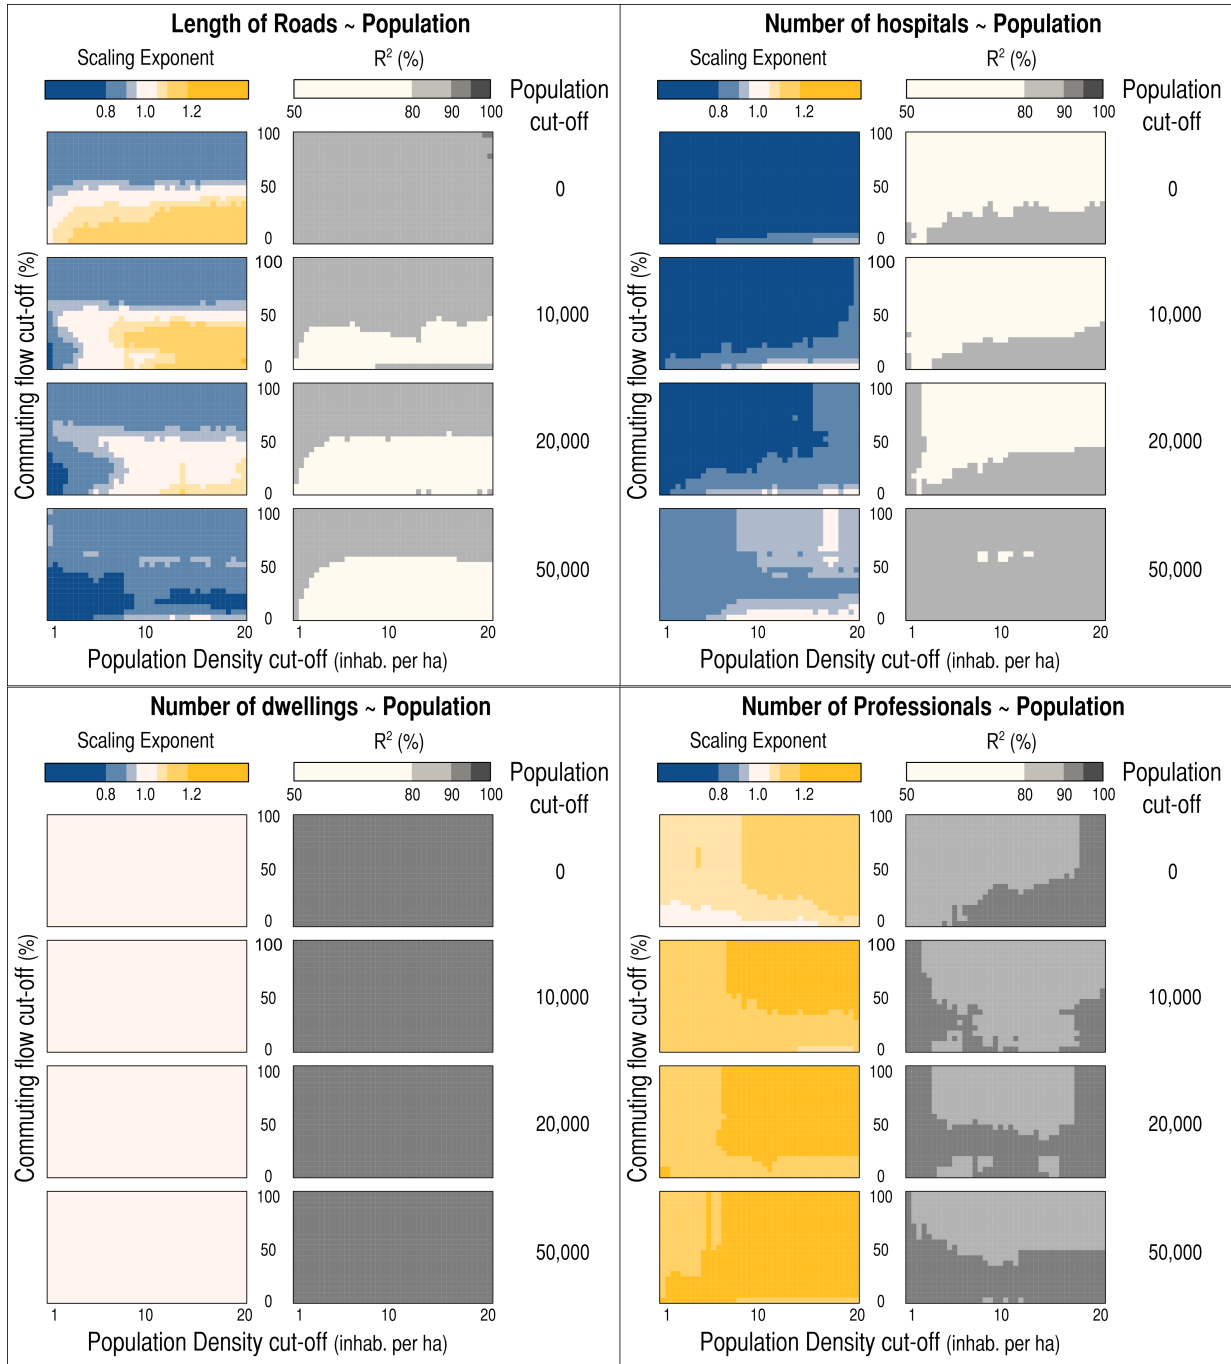 Length of Roads ~ Population
Scaling Exponent
R² (%)
0.8 1.0 1.2
50 80 90 100
Population
cut-off
Commuting flow cut-off (%)
100
50
0
0
100
50
0
10,000
100
50
0
20,000
100
50
0
50,000
1 10 20
1 10 20
Population Density cut-off (inhab. per ha)
Number of hospitals ~ Population
Scaling Exponent
R² (%)
0.8 1.0 1.2
50 80 90 100
Population
cut-off
Commuting flow cut-off (%)
100
50
0
0
100
50
0
10,000
100
50
0
20,000
100
50
0
50,000
1 10 20
1 10 20
Population Density cut-off (inhab. per ha)
Number of dwellings ~ Population
Scaling Exponent
R² (%)
0.8 1.0 1.2
50 80 90 100
Population
cut-off
Commuting flow cut-off (%)
100
50
0
0
100
50
0
10,000
100
50
0
20,000
100
50
0
50,000
1 10 20
1 10 20
Population Density cut-off (inhab. per ha)
Number of Professionals ~ Population
Scaling Exponent
R² (%)
0.8 1.0 1.2
50 80 90 100
Population
cut-off
Commuting flow cut-off (%)
100
50
0
0
100
50
0
10,000
100
50
0
20,000
100
50
0
50,000
1 10 20
1 10 20
Population Density cut-off (inhab. per ha)